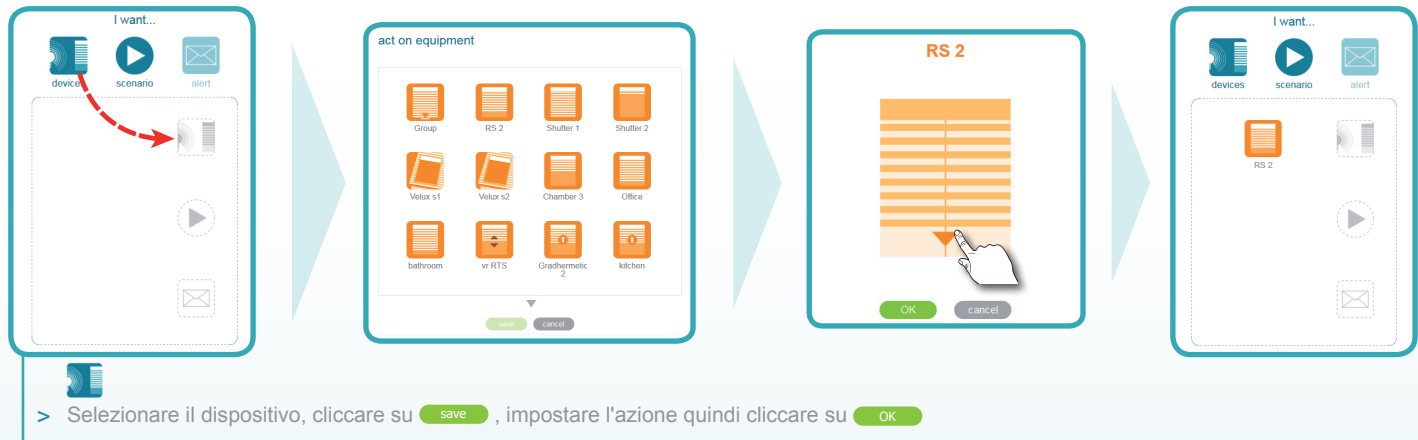 I want...
devices scenario alert
act on equipment
Group RS 2 Shutter 1 Shutter 2
Velux s1 Velux s2 Chamber 3 Office
bathroom vr RTS Gradhermetic 2 kitchen
save cancel
RS 2
OK cancel
I want...
devices scenario alert
RS 2
> Selezionare il dispositivo, cliccare su save , impostare l'azione quindi cliccare su OK